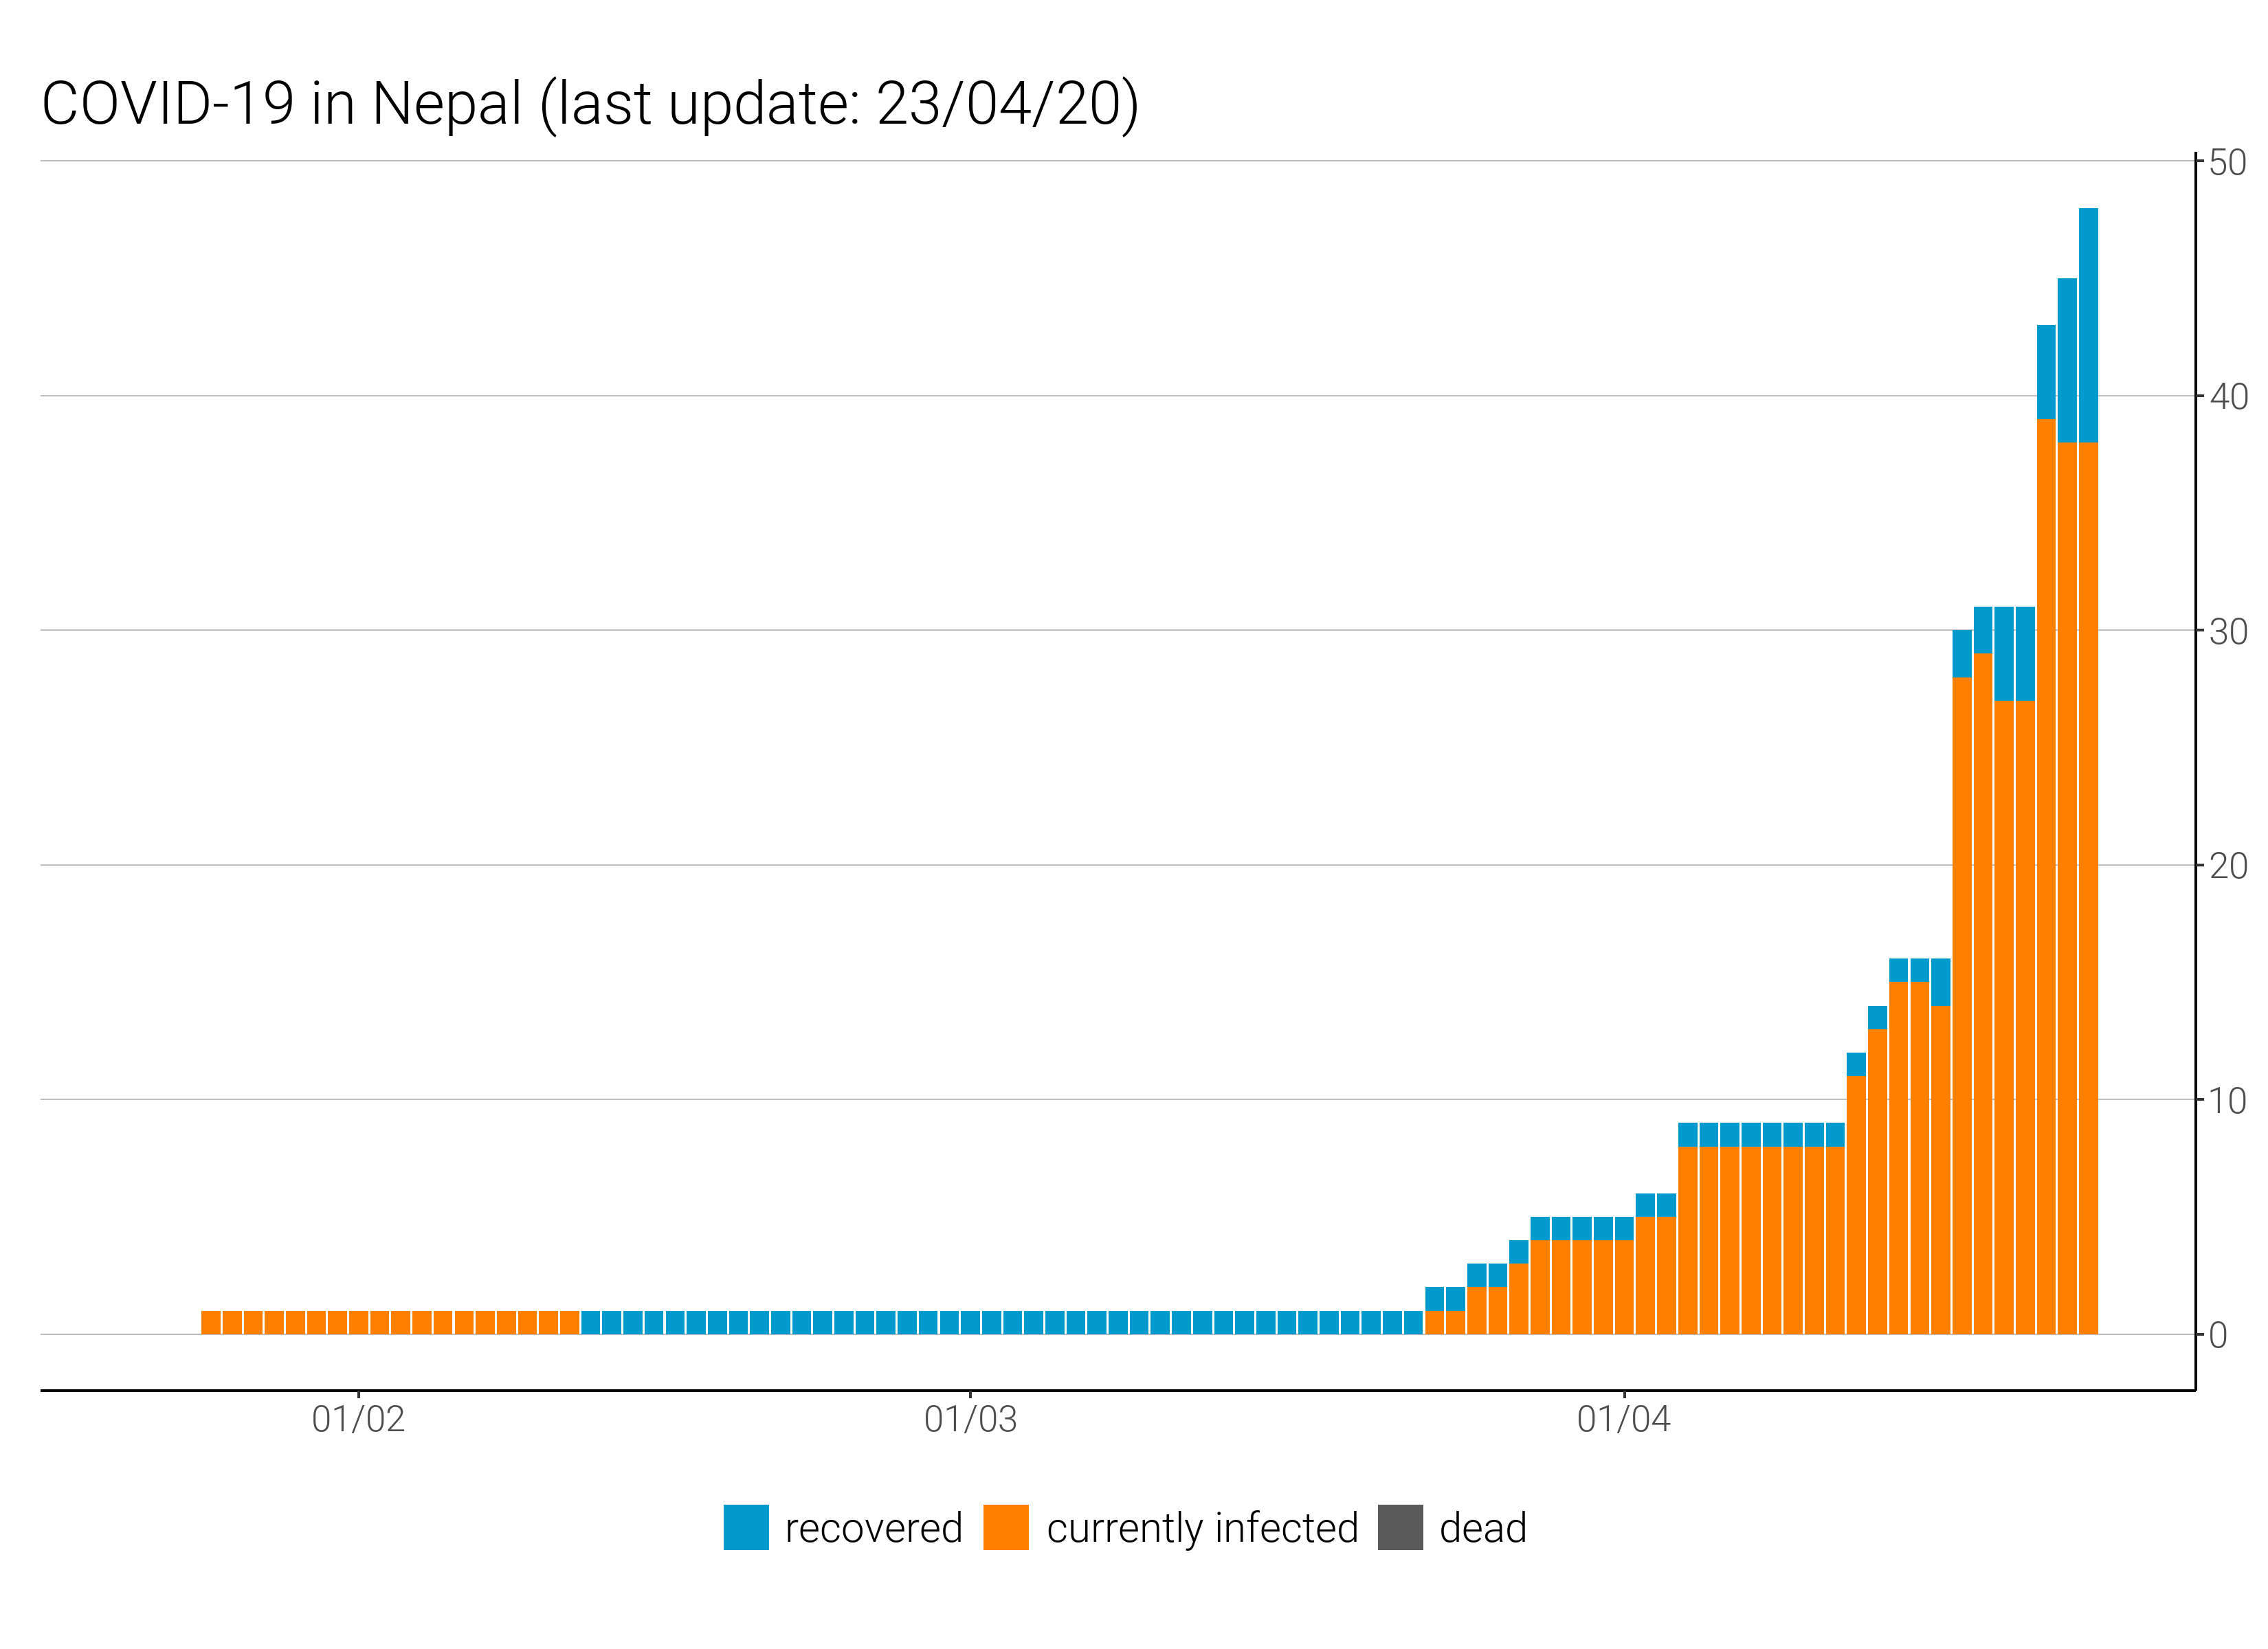 COVID-19 in Nepal (last update: 23/04/20)
50
40
30
20
10
0
01/02 01/03 01/04
recovered currently infected dead